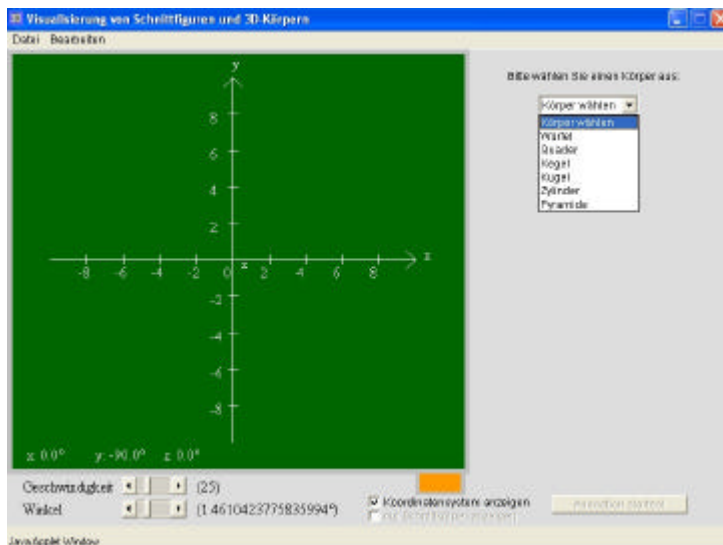 Visualisierung von Schnittfiguren und 3D-Körpern
Datei Bearbeiten
Bitte wählen Sie einen Körper aus:
Körper wählen
Körper wählen
Würfel
Quader
Kegel
Kugel
Zylinder
Pyramide
y
8
6
4
2
-8 -6 -4 -2 0 z 2 4 6 8 x
-2
-4
-6
-8
x: 0.0° y: -90.0° z: 0.0°
Geschwindigkeit (25)
Winkel (1.4610423775835994°)
Koordinatensystem anzeigen
Java Applet Window